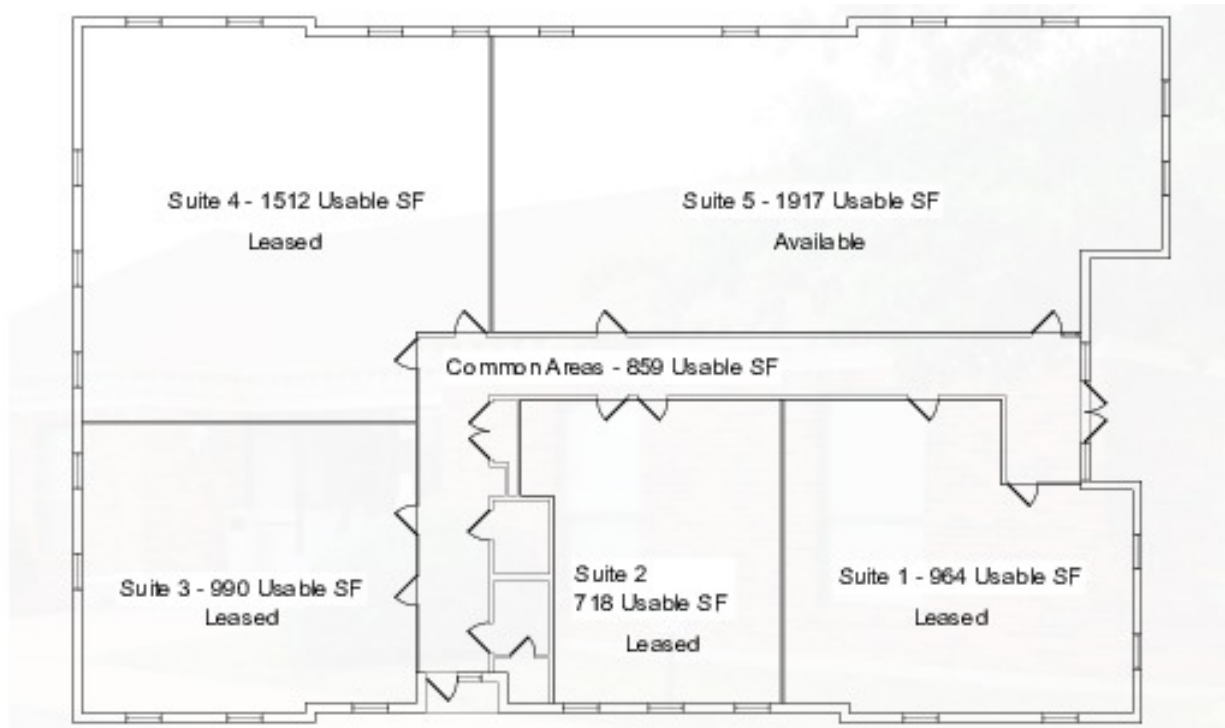 Suite 4 - 1512 Usable SF
Leased
Suite 5 - 1917 Usable SF
Available
Common Areas - 859 Usable SF
Suite 3 - 990 Usable SF
Leased
Suite 2
718 Usable SF
Leased
Suite 1 - 964 Usable SF
Leased